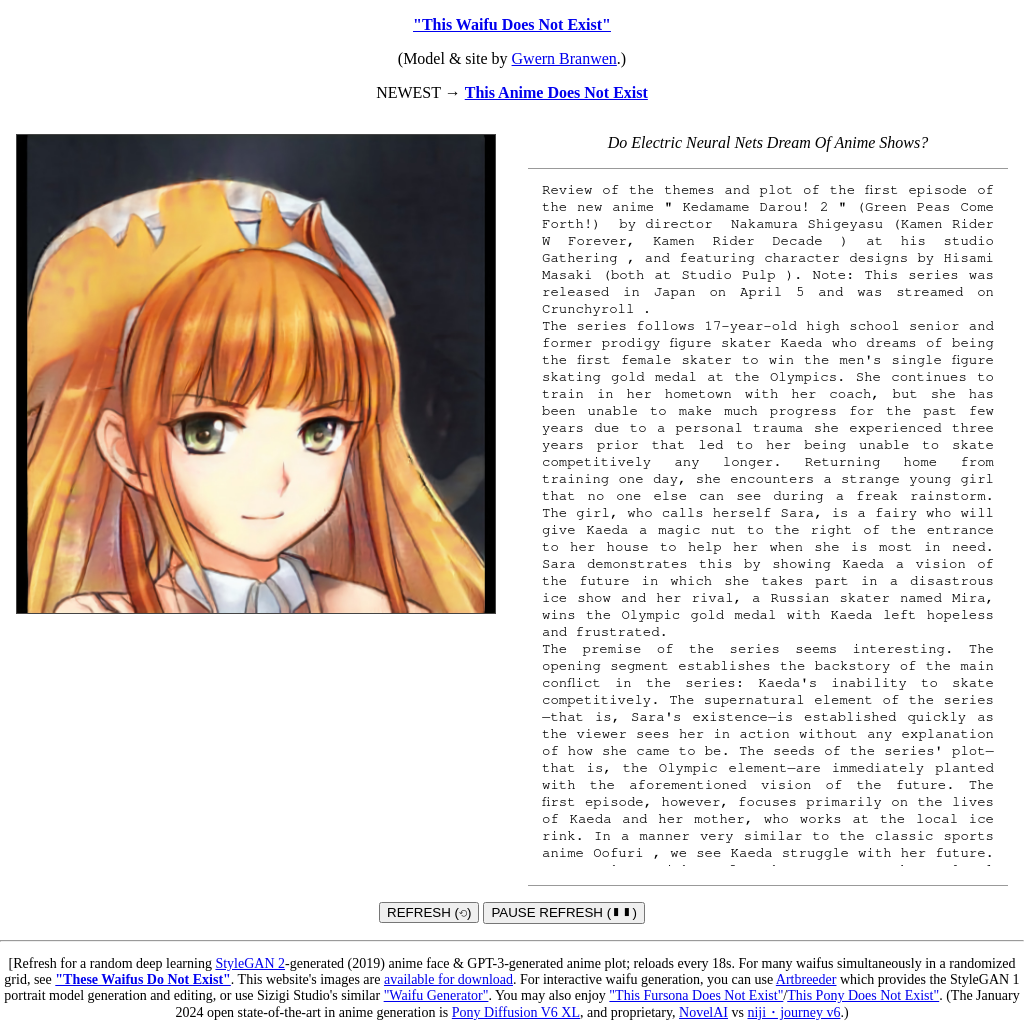 "This Waifu Does Not Exist"
(Model & site by Gwern Branwen.)
NEWEST → This Anime Does Not Exist
Do Electric Neural Nets Dream Of Anime Shows?
Review of the themes and plot of the first episode of
the new anime " Kedamame Darou! 2 " (Green Peas Come
Forth!) by director Nakamura Shigeyasu (Kamen Rider
W Forever, Kamen Rider Decade ) at his studio
Gathering , and featuring character designs by Hisami
Masaki (both at Studio Pulp ). Note: This series was
released in Japan on April 5 and was streamed on
Crunchyroll .
The series follows 17-year-old high school senior and
former prodigy figure skater Kaeda who dreams of being
the first female skater to win the men's single figure
skating gold medal at the Olympics. She continues to
train in her hometown with her coach, but she has
been unable to make much progress for the past few
years due to a personal trauma she experienced three
years prior that led to her being unable to skate
competitively any longer. Returning home from
training one day, she encounters a strange young girl
that no one else can see during a freak rainstorm.
The girl, who calls herself Sara, is a fairy who will
give Kaeda a magic nut to the right of the entrance
to her house to help her when she is most in need.
Sara demonstrates this by showing Kaeda a vision of
the future in which she takes part in a disastrous
ice show and her rival, a Russian skater named Mira,
wins the Olympic gold medal with Kaeda left hopeless
and frustrated.
The premise of the series seems interesting. The
opening segment establishes the backstory of the main
conflict in the series: Kaeda's inability to skate
competitively. The supernatural element of the series
—that is, Sara's existence—is established quickly as
the viewer sees her in action without any explanation
of how she came to be. The seeds of the series' plot—
that is, the Olympic element—are immediately planted
with the aforementioned vision of the future. The
first episode, however, focuses primarily on the lives
of Kaeda and her mother, who works at the local ice
rink. In a manner very similar to the classic sports
anime Oofuri , we see Kaeda struggle with her future.
REFRESH (⟲) PAUSE REFRESH (▮▮)
[Refresh for a random deep learning StyleGAN 2-generated (2019) anime face & GPT-3-generated anime plot; reloads every 18s. For many waifus simultaneously in a randomized
grid, see "These Waifus Do Not Exist". This website's images are available for download. For interactive waifu generation, you can use Artbreeder which provides the StyleGAN 1
portrait model generation and editing, or use Sizigi Studio's similar "Waifu Generator". You may also enjoy "This Fursona Does Not Exist"/This Pony Does Not Exist". (The January
2024 open state-of-the-art in anime generation is Pony Diffusion V6 XL, and proprietary, NovelAI vs niji・journey v6.)